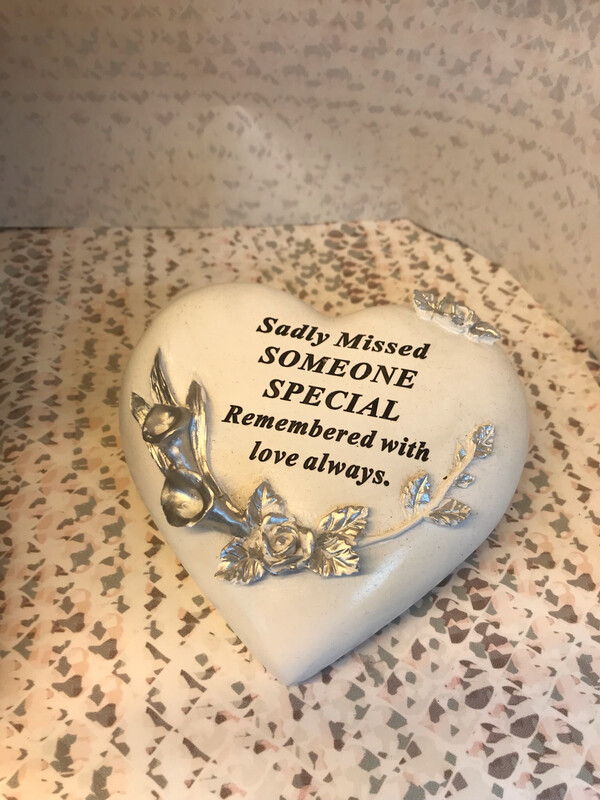 Sadly Missed
SOMEONE
SPECIAL
Remembered with
love always.